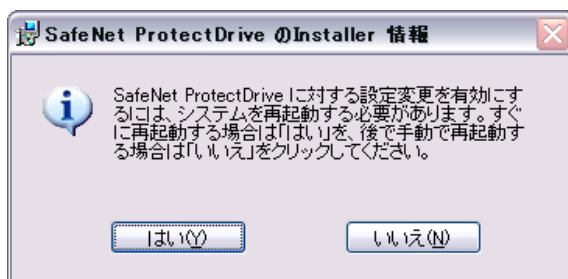 SafeNet ProtectDrive のInstaller 情報
SafeNet ProtectDrive に対する設定変更を有効にす
るには、システムを再起動する必要があります。すぐ
に再起動する場合は「はい」を、後で手動で再起動す
る場合は「いいえ」をクリックしてください。
はい(Y)
いいえ(N)